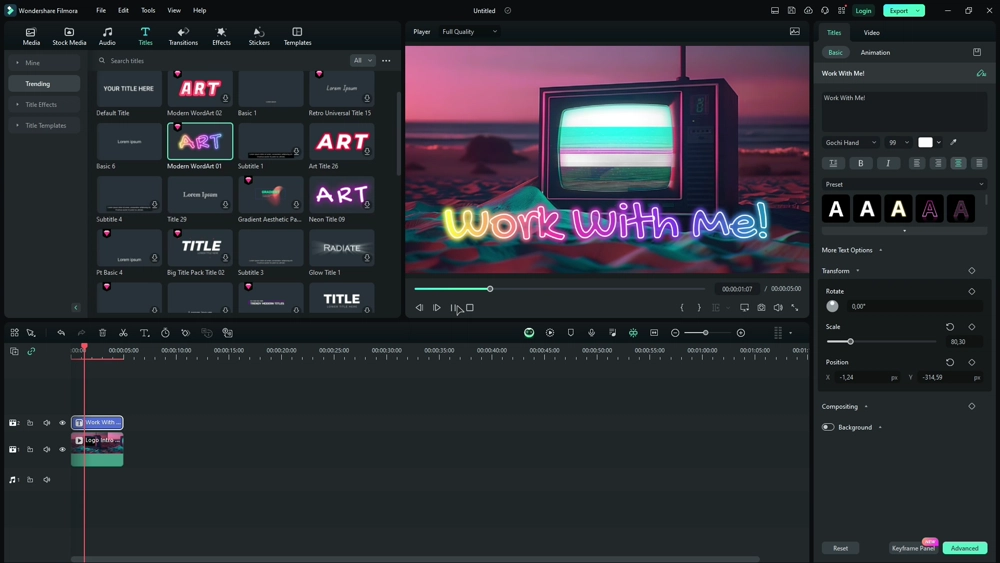 Wondershare Filmora
File
Edit
Tools
View
Help
Untitled
Login
Export
Media
Stock Media
Audio
Titles
Transitions
Effects
Stickers
Templates
Mine
Trending
Title Effects
Title Templates
Search titles
All
YOUR TITLE HERE
ART
Lorem Ipsum
Default Title
Modern WordArt 02
Basic 1
Retro Universal Title 15
Lorem ipsum
ART
ART
Basic 6
Modern WordArt 01
Subtitle 1
Art Title 26
Lorem Ipsum
ART
Subtitle 4
Title 29
Gradient Aesthetic Pa...
Neon Title 09
Lorem ipsum
TITLE
RADIATE
Pt Basic 4
Big Title Pack Title 02
Subtitle 3
Glow Title 1
TITLE
Player
Full Quality
Work With Me!
00:00:01:07 / 00:00:05:00
Titles
Video
Basic
Animation
Work With Me!
Work With Me!
Gochi Hand
99
B
I
Preset
A
A
A
A
A
More Text Options
Transform
Rotate
0,00°
Scale
80,30
Position
X
-1,24
px
Y
-314,59
px
Compositing
Background
Reset
Keyframe Panel
NEW
Advanced
00:00:05:00
00:00:10:00
00:00:15:00
00:00:20:00
00:00:25:00
00:00:30:00
00:00:35:00
00:00:40:00
00:00:45:00
00:00:50:00
00:00:55:00
00:01:00:00
00:01:05:00
2
Work With ...
1
Logo Intro ...
1